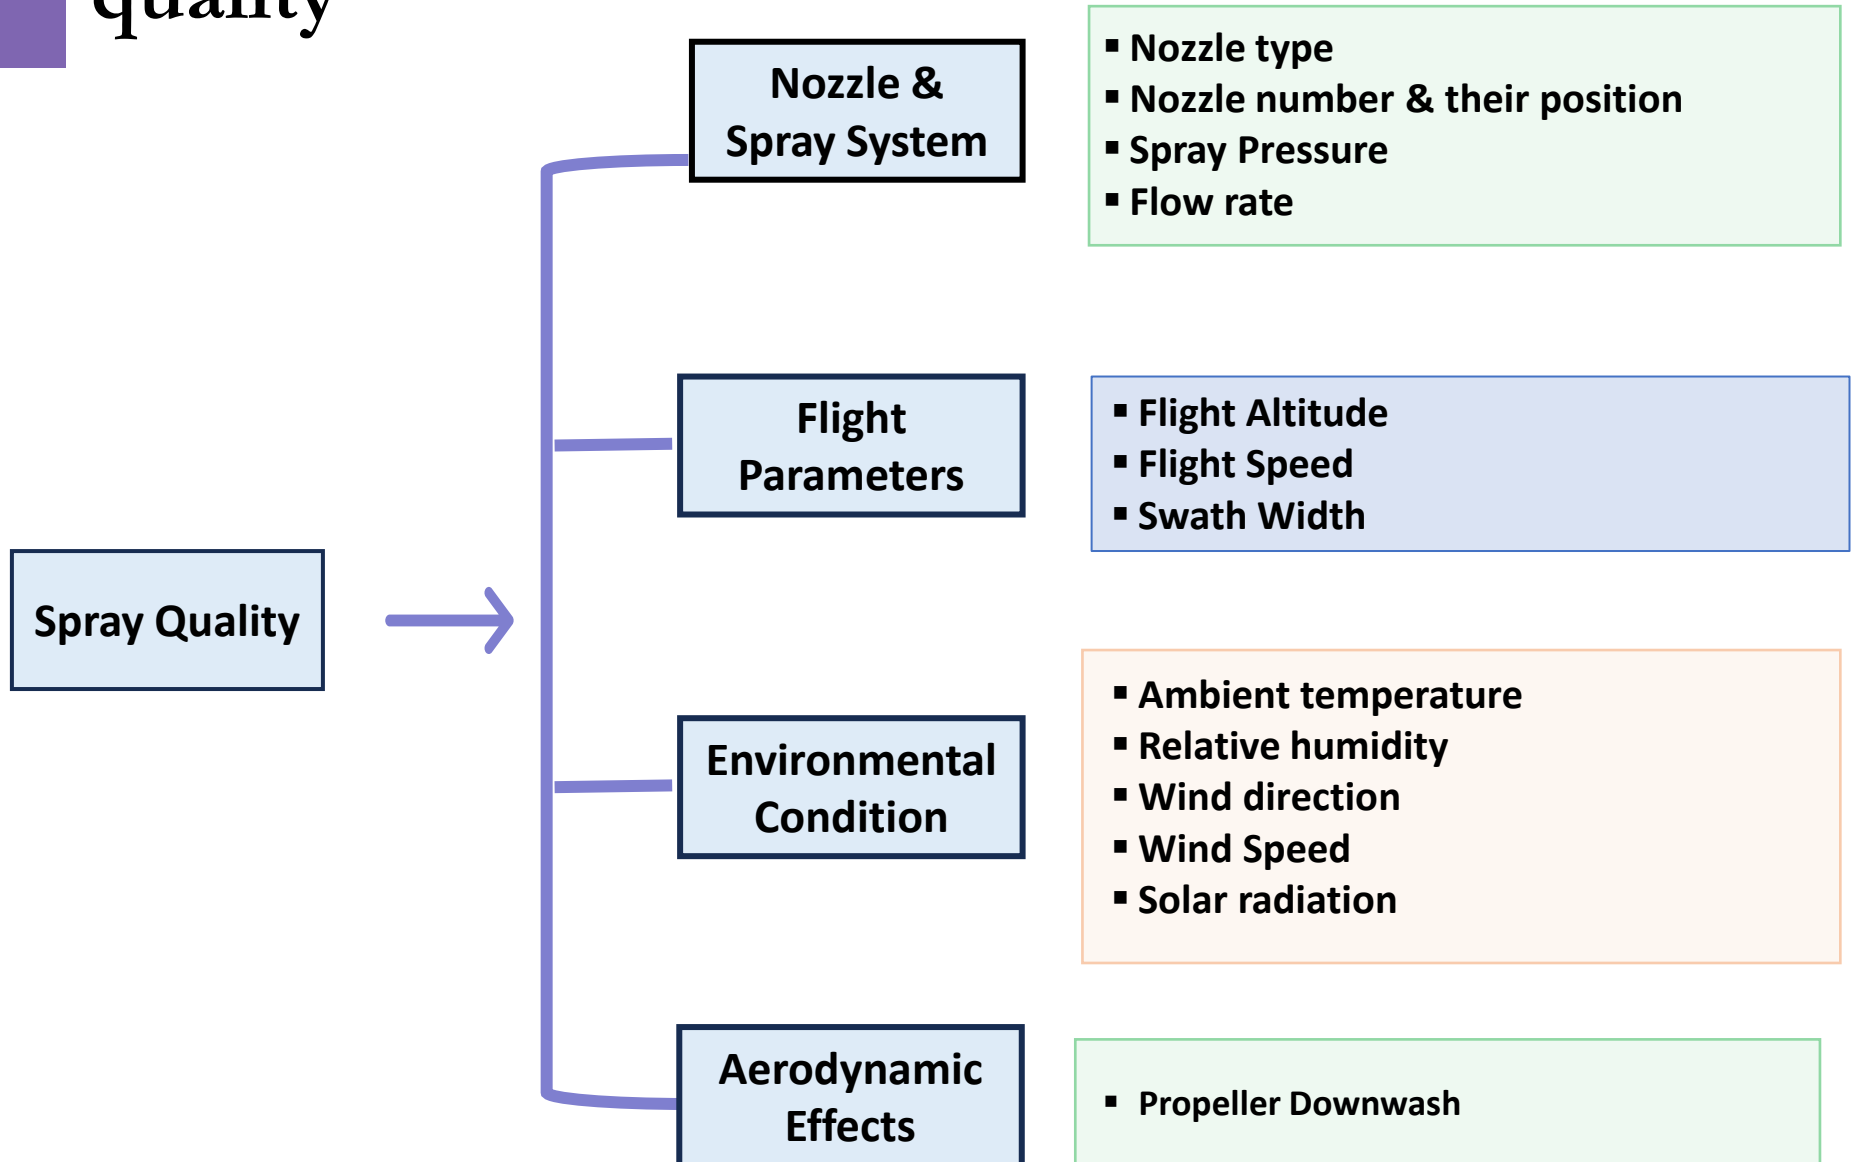 quality
Nozzle &
Spray System
▪ Nozzle type
▪ Nozzle number & their position
▪ Spray Pressure
▪ Flow rate
Flight
Parameters
▪ Flight Altitude
▪ Flight Speed
▪ Swath Width
Spray Quality
Environmental
Condition
▪ Ambient temperature
▪ Relative humidity
▪ Wind direction
▪ Wind Speed
▪ Solar radiation
Aerodynamic
Effects
▪ Propeller Downwash